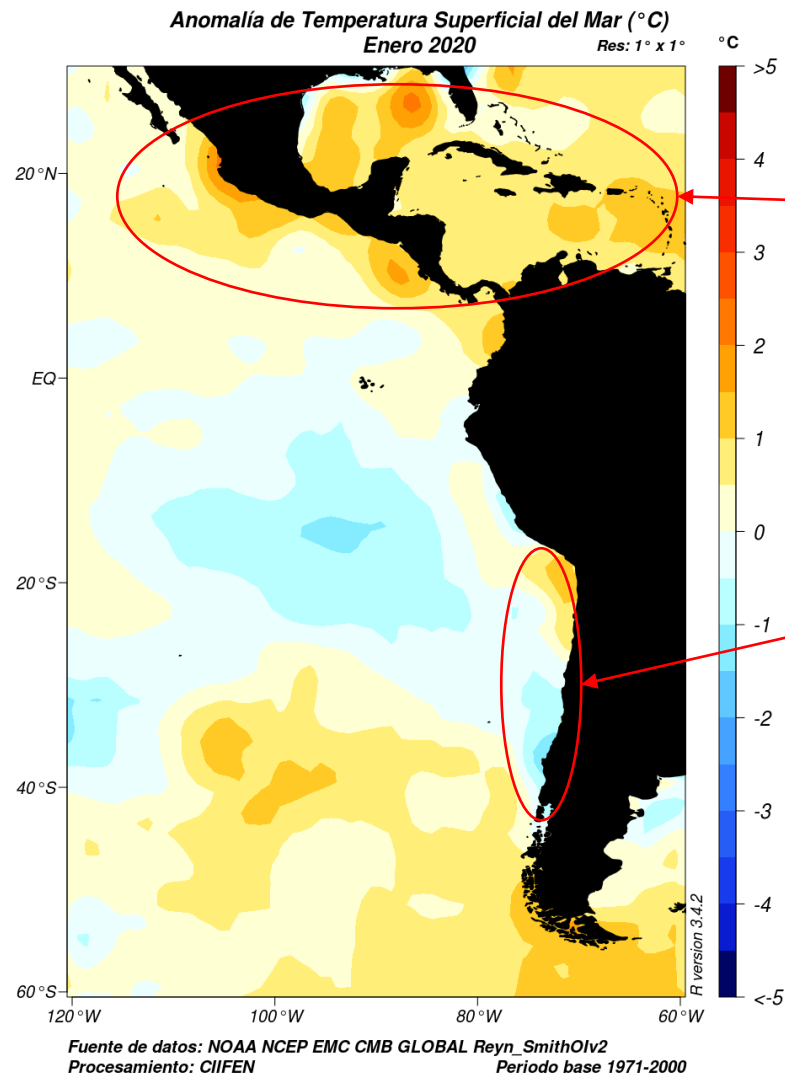 Anomalía de Temperatura Superficial del Mar (°C)
Enero 2020
Res: 1° x 1°
°C
>5
4
3
2
1
0
-1
-2
-3
-4
<-5
20°N
EQ
20°S
40°S
60°S
120°W
100°W
80°W
60°W
R version 3.4.2
Fuente de datos: NOAA NCEP EMC CMB GLOBAL Reyn_SmithOIv2
Procesamiento: CIIFEN
Periodo base 1971-2000